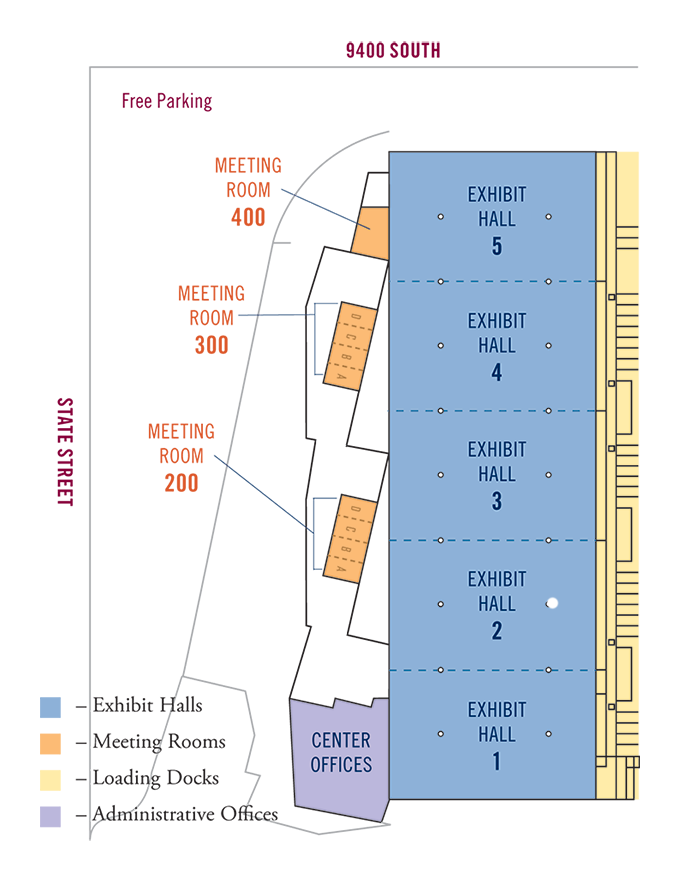 9400 SOUTH
Free Parking
MEETING
ROOM
400
EXHIBIT
HALL
5
MEETING
ROOM
300
D
C
B
A
EXHIBIT
HALL
4
STATE STREET
MEETING
ROOM
200
EXHIBIT
HALL
3
D
C
B
A
EXHIBIT
HALL
2
– Exhibit Halls
– Meeting Rooms
– Loading Docks
– Administrative Offices
CENTER
OFFICES
EXHIBIT
HALL
1